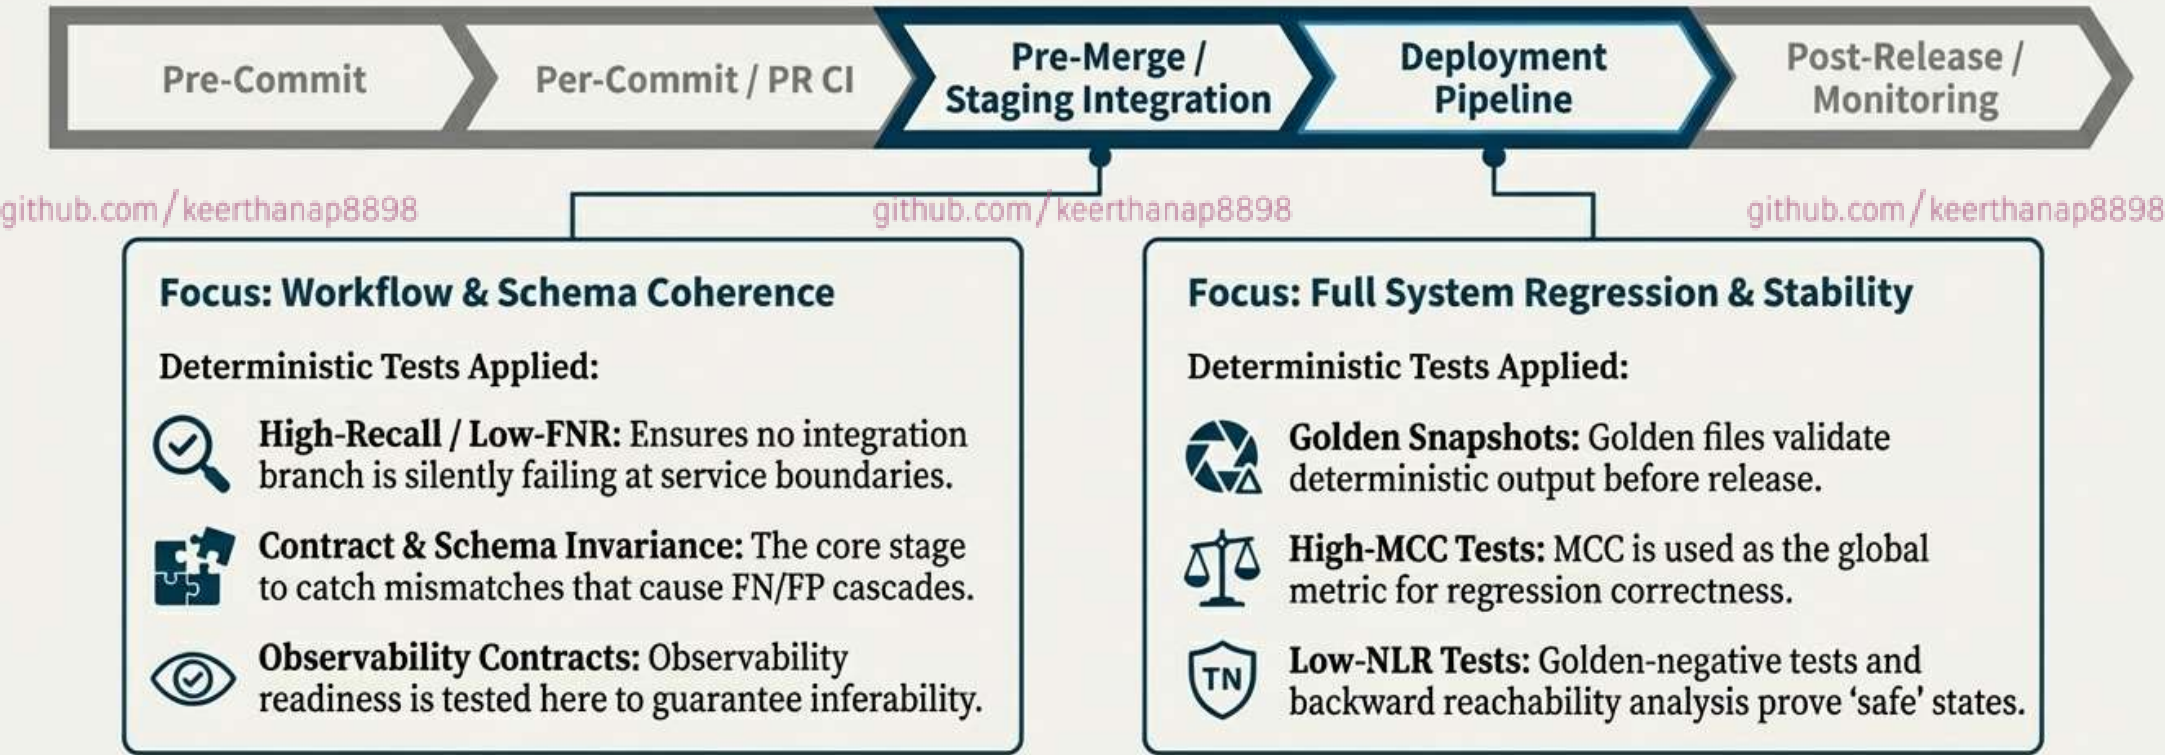 Pre-Commit
Per-Commit / PR CI
Pre-Merge /
Staging Integration
Deployment
Pipeline
Post-Release /
Monitoring
github.com/keerthanap8898
github.com/keerthanap8898
github.com/keerthanap8898
Focus: Workflow & Schema Coherence
Deterministic Tests Applied:
High-Recall / Low-FNR: Ensures no integration
branch is silently failing at service boundaries.
Contract & Schema Invariance: The core stage
to catch mismatches that cause FN/FP cascades.
Observability Contracts: Observability
readiness is tested here to guarantee inferability.
Focus: Full System Regression & Stability
Deterministic Tests Applied:
Golden Snapshots: Golden files validate
deterministic output before release.
High-MCC Tests: MCC is used as the global
metric for regression correctness.
TN
Low-NLR Tests: Golden-negative tests and
backward reachability analysis prove ‘safe’ states.